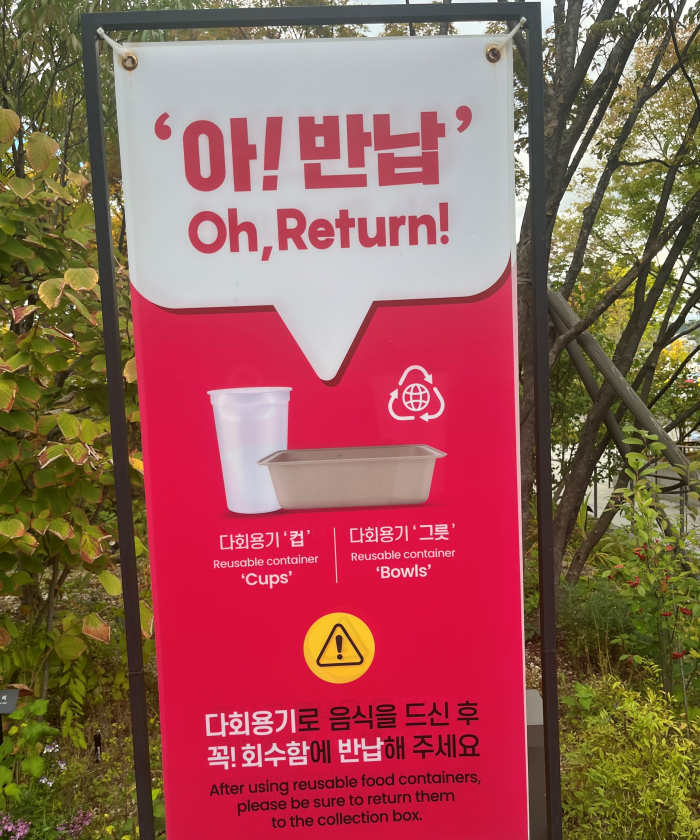 ‘아! 반납’
Oh, Return!
다회용기 ‘컵’
Reusable container
‘Cups’
다회용기 ‘그릇’
Reusable container
‘Bowls’
다회용기로 음식을 드신 후
꼭! 회수함에 반납해 주세요
After using reusable food containers,
please be sure to return them
to the collection box.